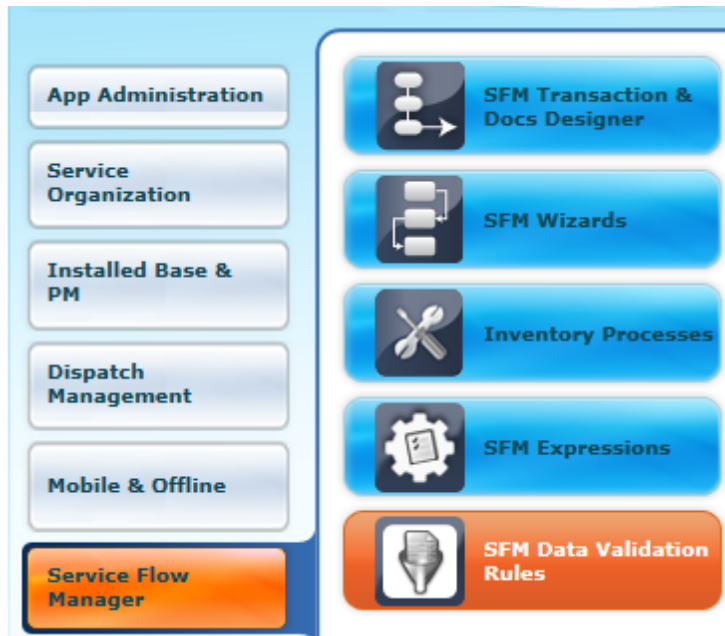 App Administration
Service
Organization
Installed Base &
PM
Dispatch
Management
Mobile & Offline
Service Flow
Manager
SFM Transaction &
Docs Designer
SFM Wizards
Inventory Processes
SFM Expressions
SFM Data Validation
Rules